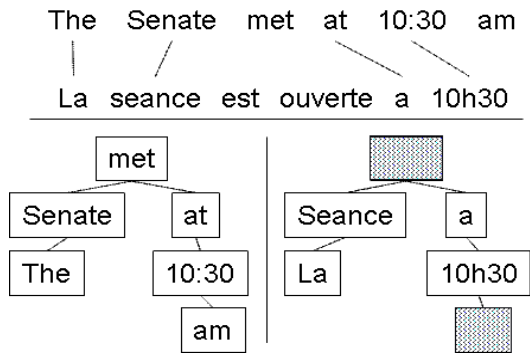 The Senate met at 10:30 am
La seance est ouverte a 10h30
met
Senate at
The 10:30
am
Seance a
La 10h30